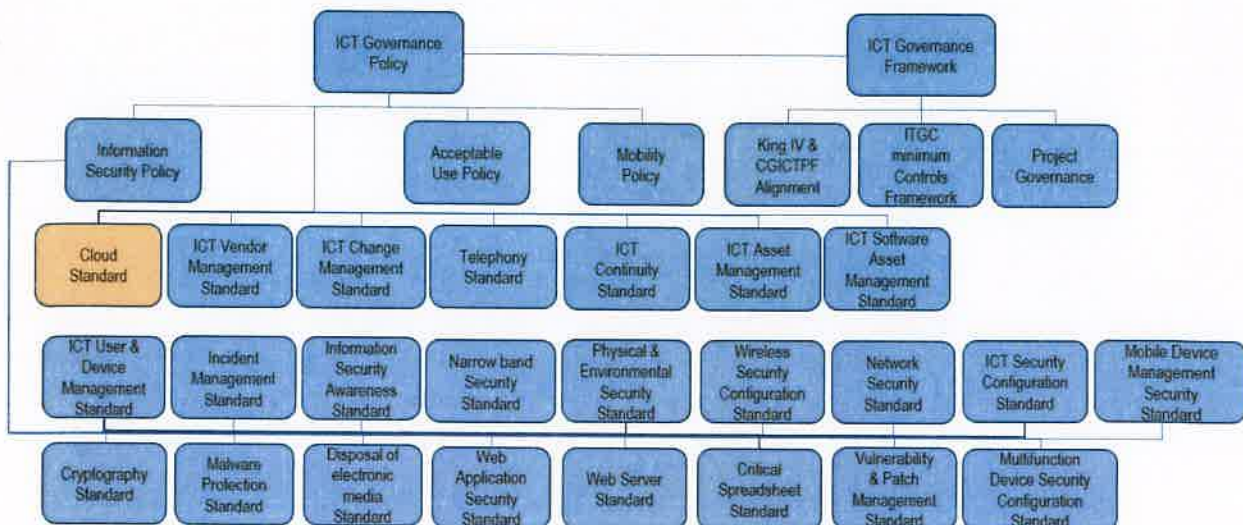 ICT Governance
Policy
ICT Governance
Framework
Information
Security Policy
Acceptable
Use Policy
Mobility
Policy
King IV &
CGICTPF
Alignment
ITGC
minimum
Controls
Framework
Project
Governance
Cloud
Standard
ICT Vendor
Management
Standard
ICT Change
Management
Standard
Telephony
Standard
ICT
Continuity
Standard
ICT Asset
Management
Standard
ICT Software
Asset
Management
Standard
ICT User &
Device
Management
Standard
Incident
Management
Standard
Information
Security
Awareness
Standard
Narrow band
Security
Standard
Physical &
Environmental
Security
Standard
Wireless
Security
Configuration
Standard
Network
Security
Standard
ICT Security
Configuration
Standard
Mobile Device
Management
Security
Standard
Cryptography
Standard
Malware
Protection
Standard
Disposal of
electronic
media
Standard
Web
Application
Security
Standard
Web Server
Standard
Critical
Spreadsheet
Standard
Vulnerability
& Patch
Management
Standard
Multifunction
Device Security
Configuration
Standard